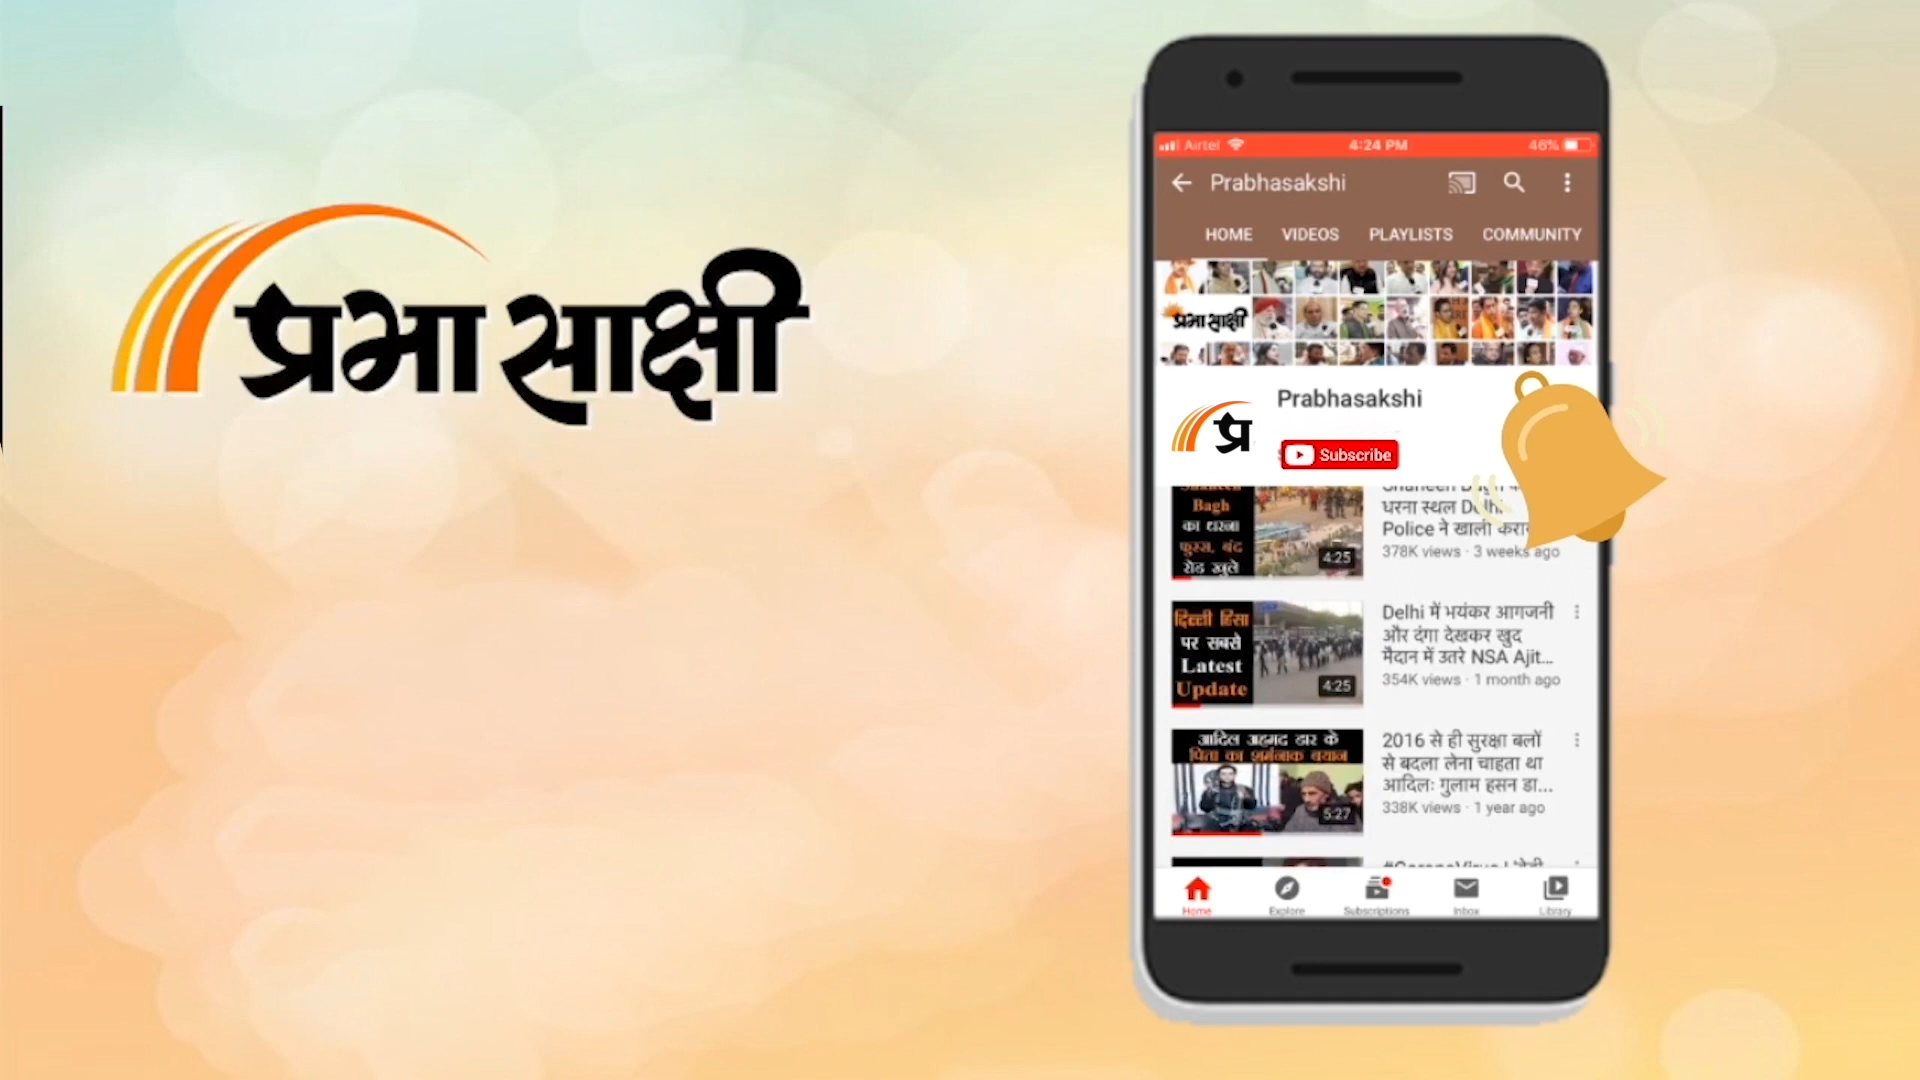 प्रभासाक्षी
Airtel
4:24 PM
46%
Prabhasakshi
HOME VIDEOS PLAYLISTS COMMUNITY
प्रभासाक्षी
Prabhasakshi
प्र
Subscribe
Bagh
का धरना
फुस्स, बंद
रोड खुले
4:25
धरना स्थल
Police ने खाली
378K views · 3 weeks ago
दिल्ली हिंसा
पर सबसे
Latest
Update
4:25
Delhi में भयंकर आगजनी
और दंगा देखकर खुद
मैदान में उतरे NSA Ajit...
354K views · 1 month ago
आदिल अहमद डार के
पिता का शर्मनाक बयान
5:27
2016 से ही सुरक्षा बलों
से बदला लेना चाहता था
आदिलः गुलाम हसन डा...
338K views · 1 year ago
Home Explore Subscriptions Inbox Library